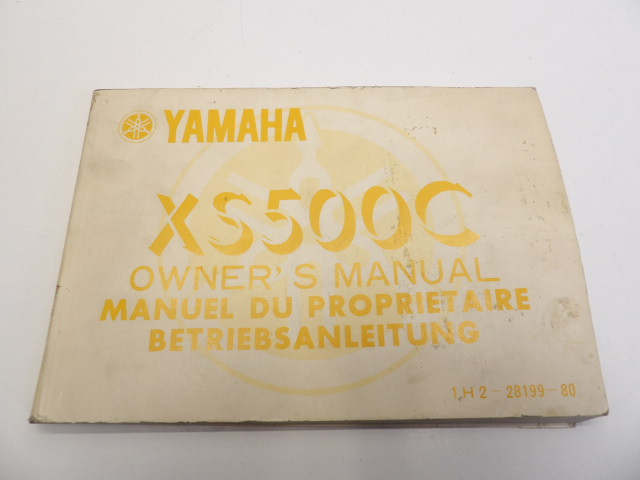 YAMAHA
XS500C
OWNER'S MANUAL
MANUEL DU PROPRIETAIRE
BETRIEBSANLEITUNG
1H2-28199-80